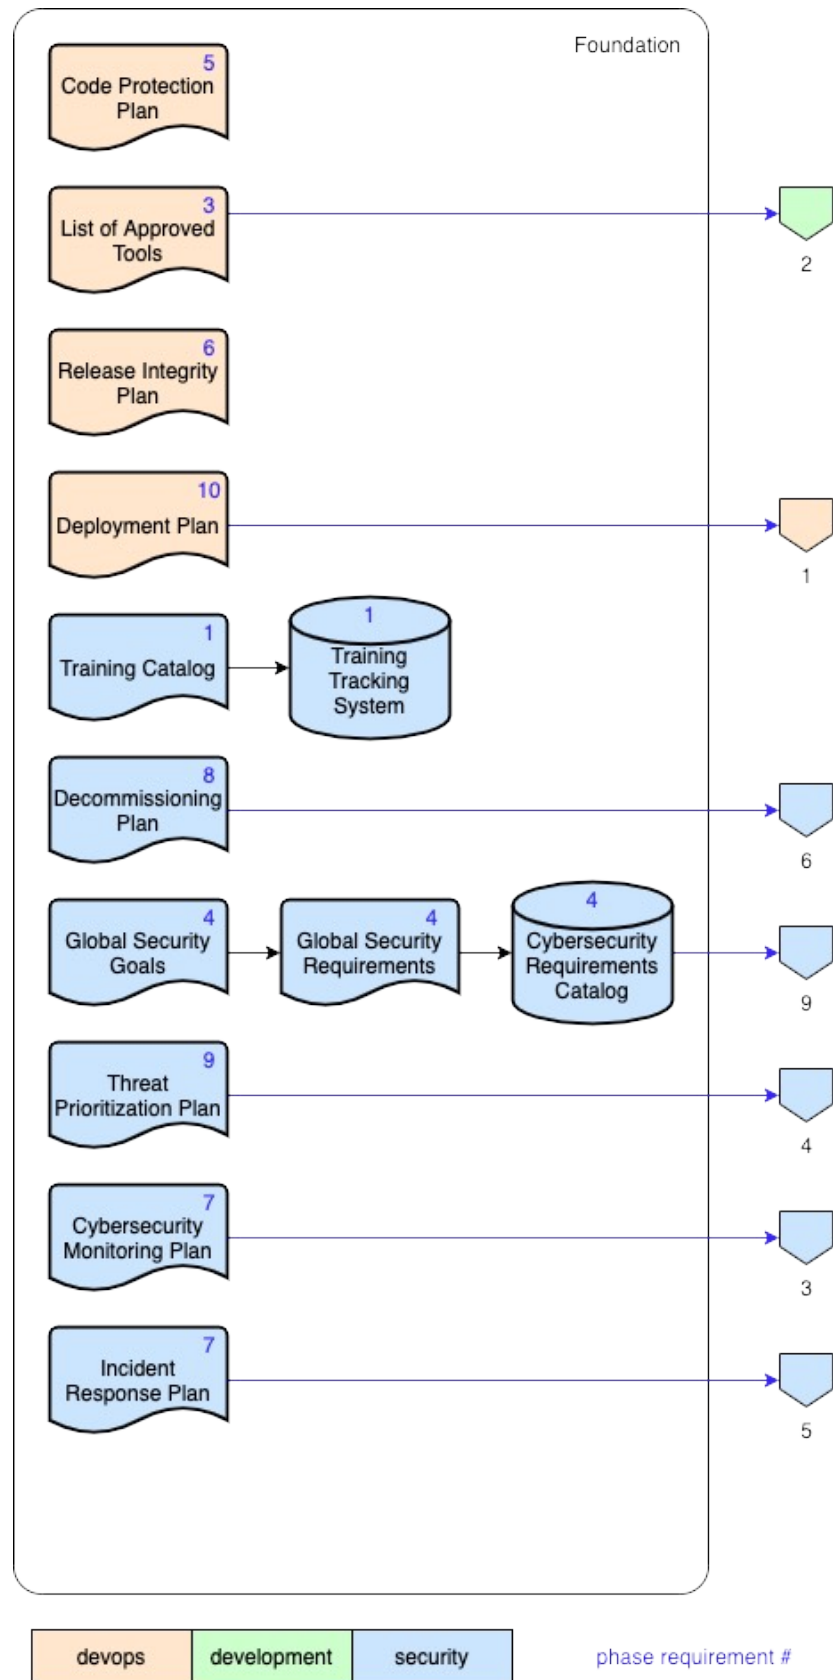 Foundation
5
Code Protection
Plan
3
List of Approved
Tools
2
6
Release Integrity
Plan
10
Deployment Plan
1
1
Training Catalog
1
Training
Tracking
System
8
Decommissioning
Plan
6
4
Global Security
Goals
4
Global Security
Requirements
4
Cybersecurity
Requirements
Catalog
9
9
Threat
Prioritization Plan
4
7
Cybersecurity
Monitoring Plan
3
7
Incident
Response Plan
5
devops
development
security
phase requirement #